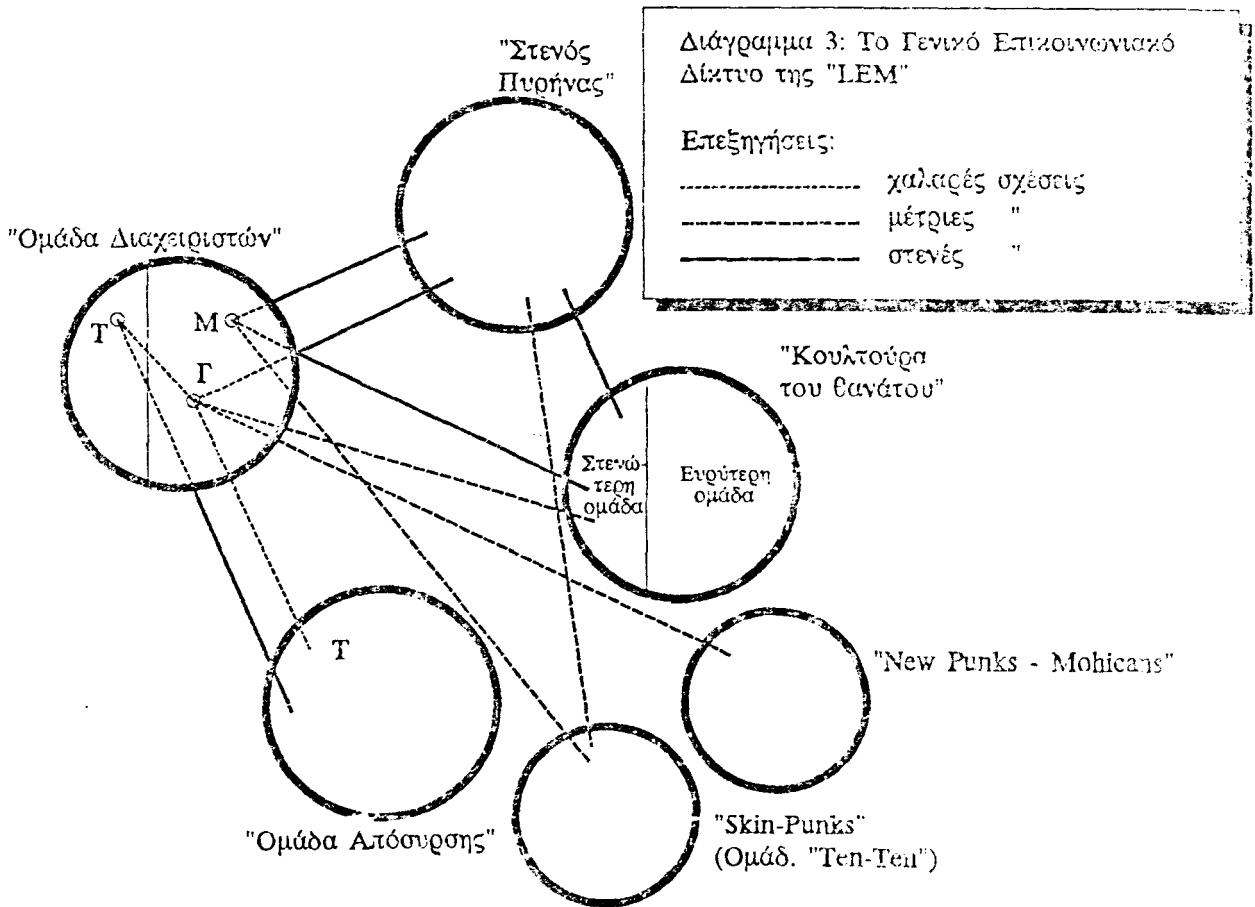 Διάγραμμα 3: Το Γενικό Επικοινωνιακό
Δίκτυο της "LEM"
Επεξηγήσεις:
χαλαρές σχέσεις
μέτριες "
στενές "
"Στενός
Πυρήνας"
"Ομάδα Διαχειριστών"
Τ
Μ
Γ
"Κουλτούρα
του θανάτου"
Στενώ-
τερη
ομάδα
Ευρύτερη
ομάδα
Τ
"New Punks - Mohicans"
"Ομάδα Απόσυρσης"
"Skin-Punks"
(Ομάδ. "Ten-Ten")